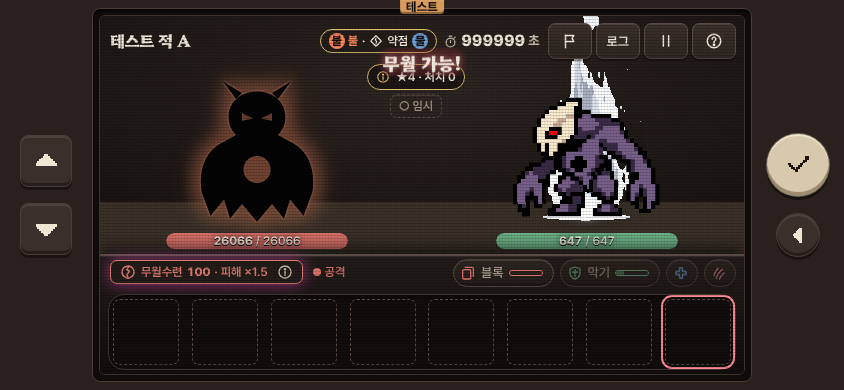 테스트
테스트 적 A
불 불 · 약점 물
999999 초
로그
무월 가능!
★4 · 처치 0
임시
26066 / 26066
647 / 647
무월수련 100 · 피해 ×1.5
공격
블록
막기